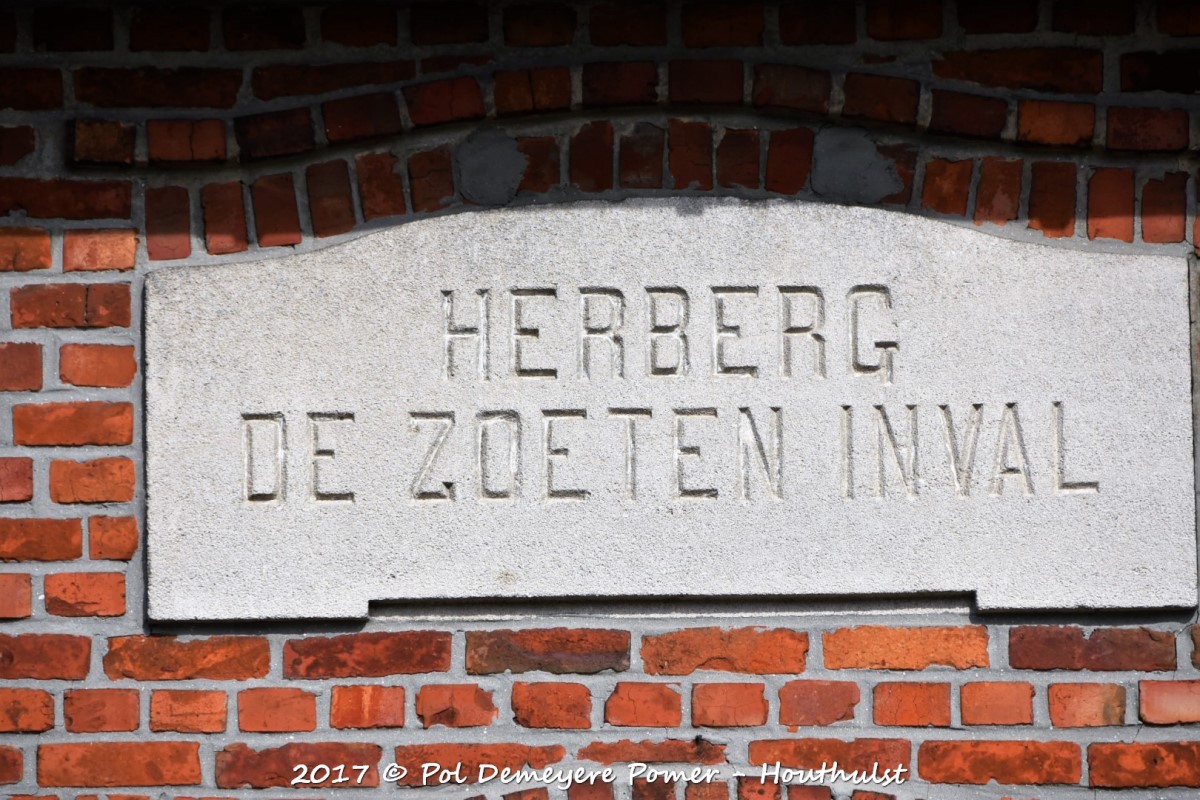 HERBERG
DE ZOETEN INVAL
2017 © Pol Demeyere Pomer - Houthulst